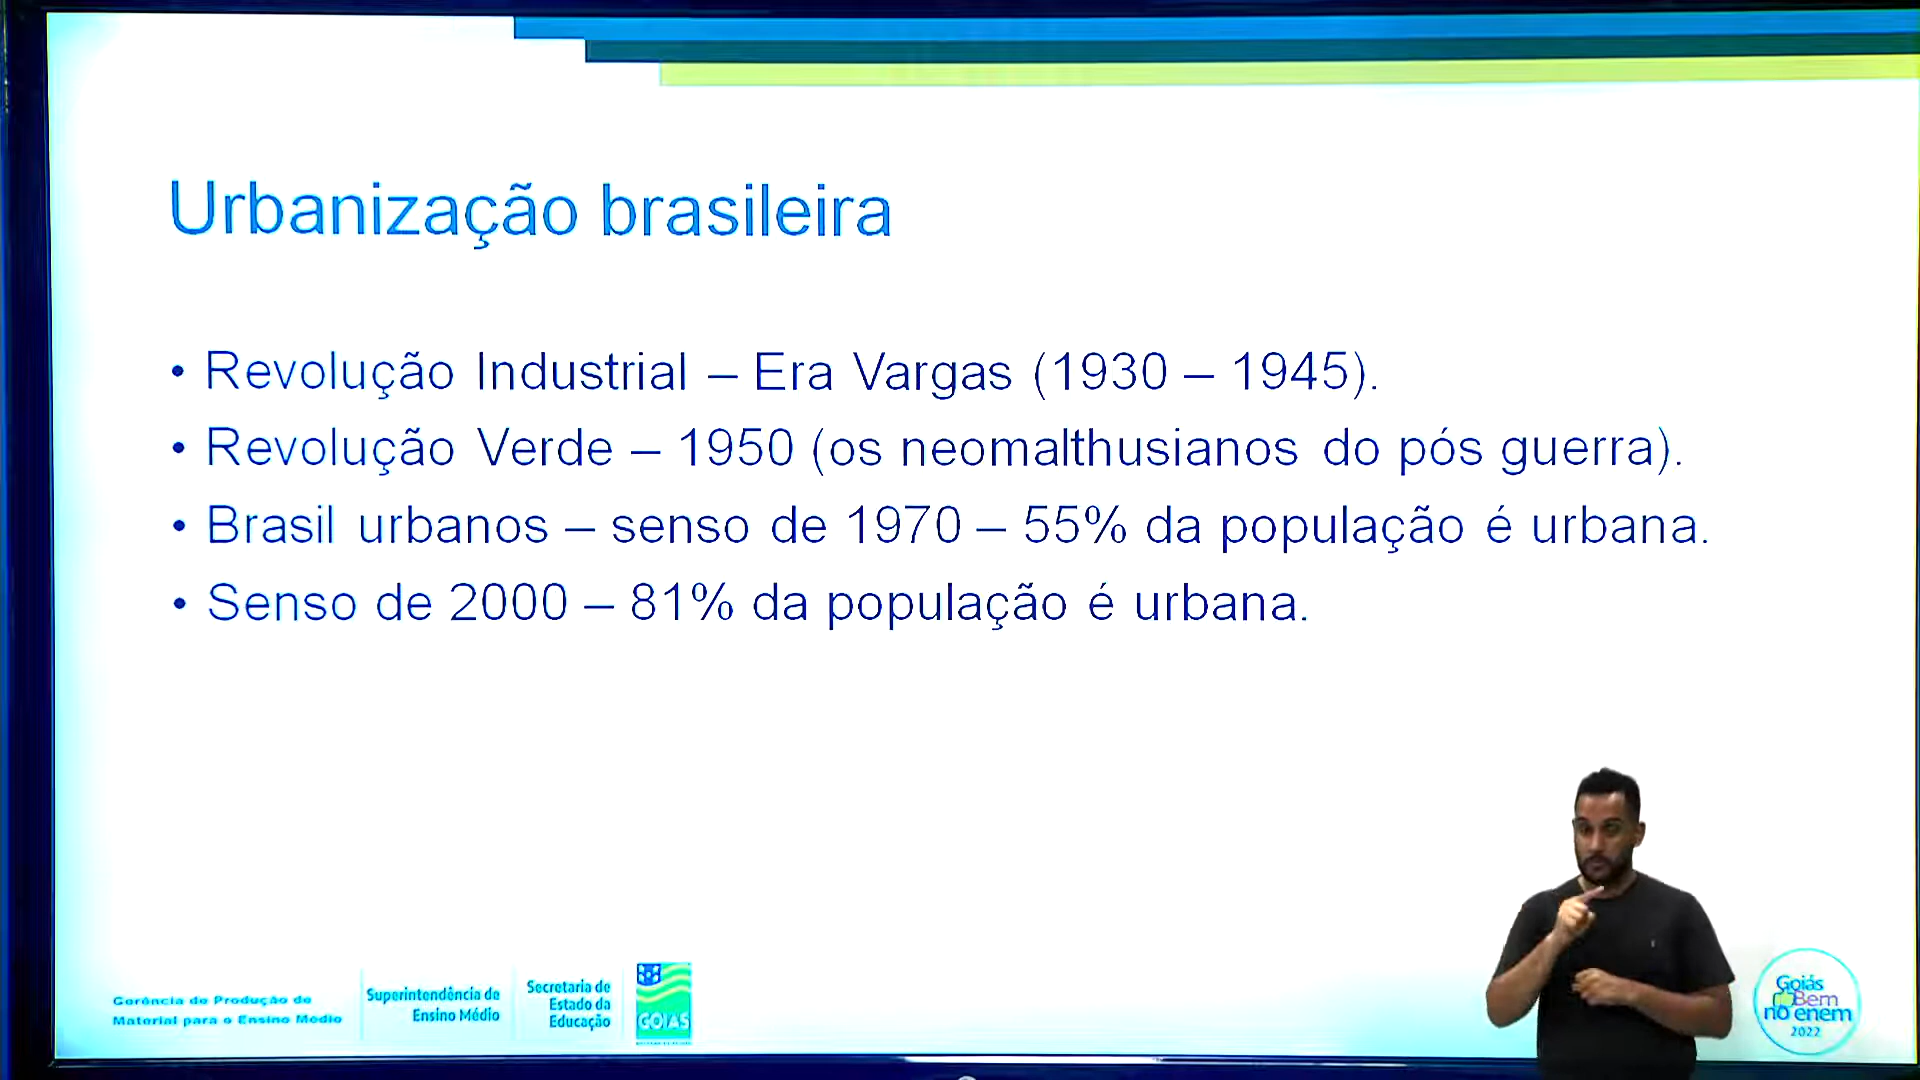 Urbanização brasileira
• Revolução Industrial – Era Vargas (1930 – 1945).
• Revolução Verde – 1950 (os neomalthusianos do pós guerra).
• Brasil urbanos – senso de 1970 – 55% da população é urbana.
• Senso de 2000 – 81% da população é urbana.
Gerência de Produção de
Material para o Ensino Médio
Superintendência de
Ensino Médio
Secretaria de
Estado da
Educação
GOIÁS
Goiás
Bem
no enem
2022